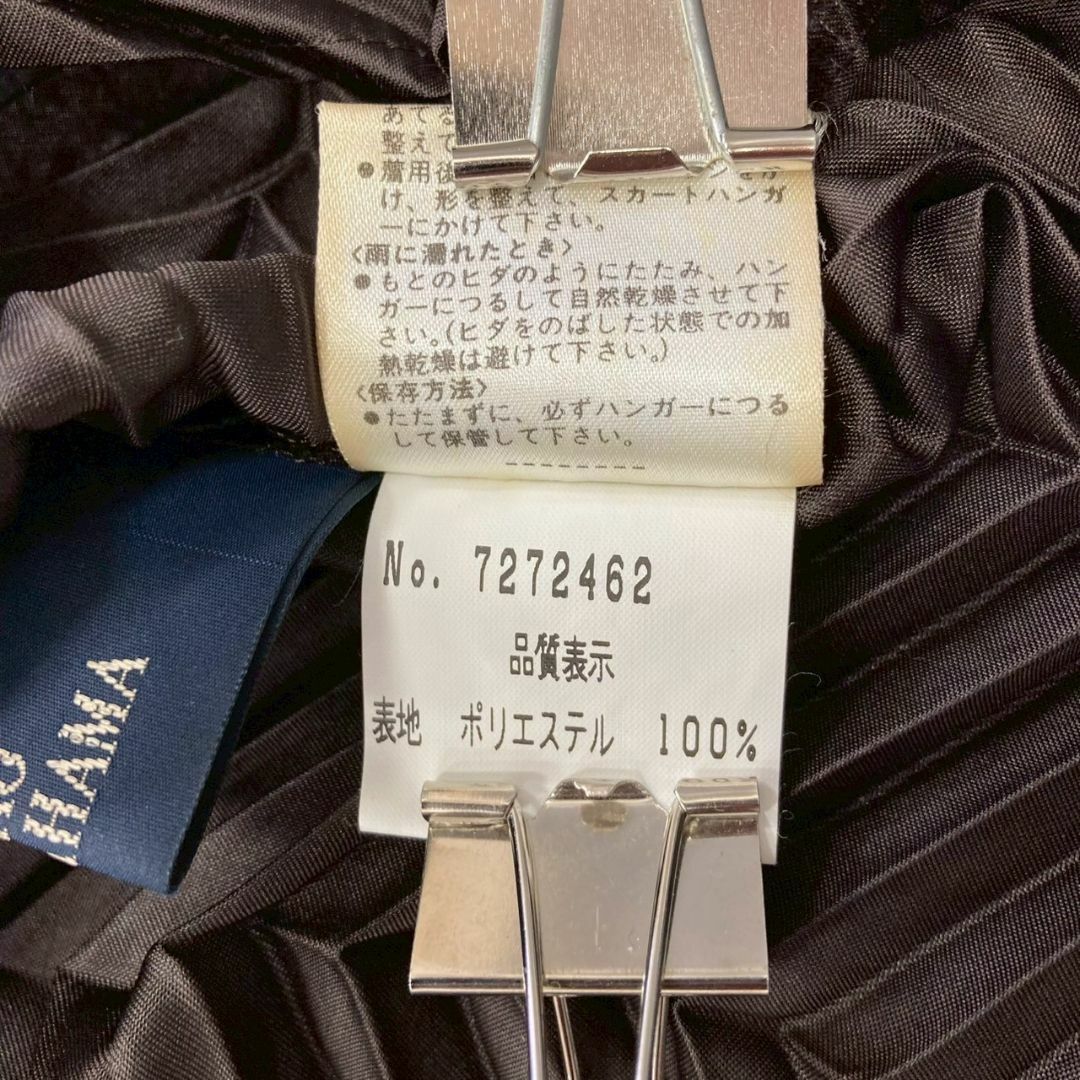 あてる
整えて
●着用後
け、形を整えて、スカートハンガ
ーにかけて下さい。
〈雨に濡れたとき〉
●もとのヒダのようにたたみ、ハン
ガーにつるして自然乾燥させて下
さい。(ヒダをのばした状態での加
熱乾燥は避けて下さい。)
〈保存方法〉
●たたまずに、必ずハンガーにつる
して保管して下さい。
--------
No. 7272462
品質表示
表地 ポリエステル 100%
HAMA